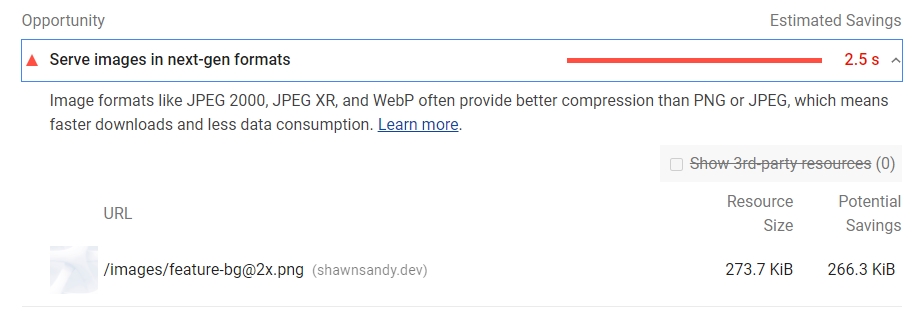 Opportunity Estimated Savings
Serve images in next-gen formats 2.5 s
Image formats like JPEG 2000, JPEG XR, and WebP often provide better compression than PNG or JPEG, which means
faster downloads and less data consumption. Learn more.
Show 3rd-party resources (0)
URL Resource Size Potential Savings
/images/feature-bg@2x.png (shawnsandy.dev) 273.7 KiB 266.3 KiB